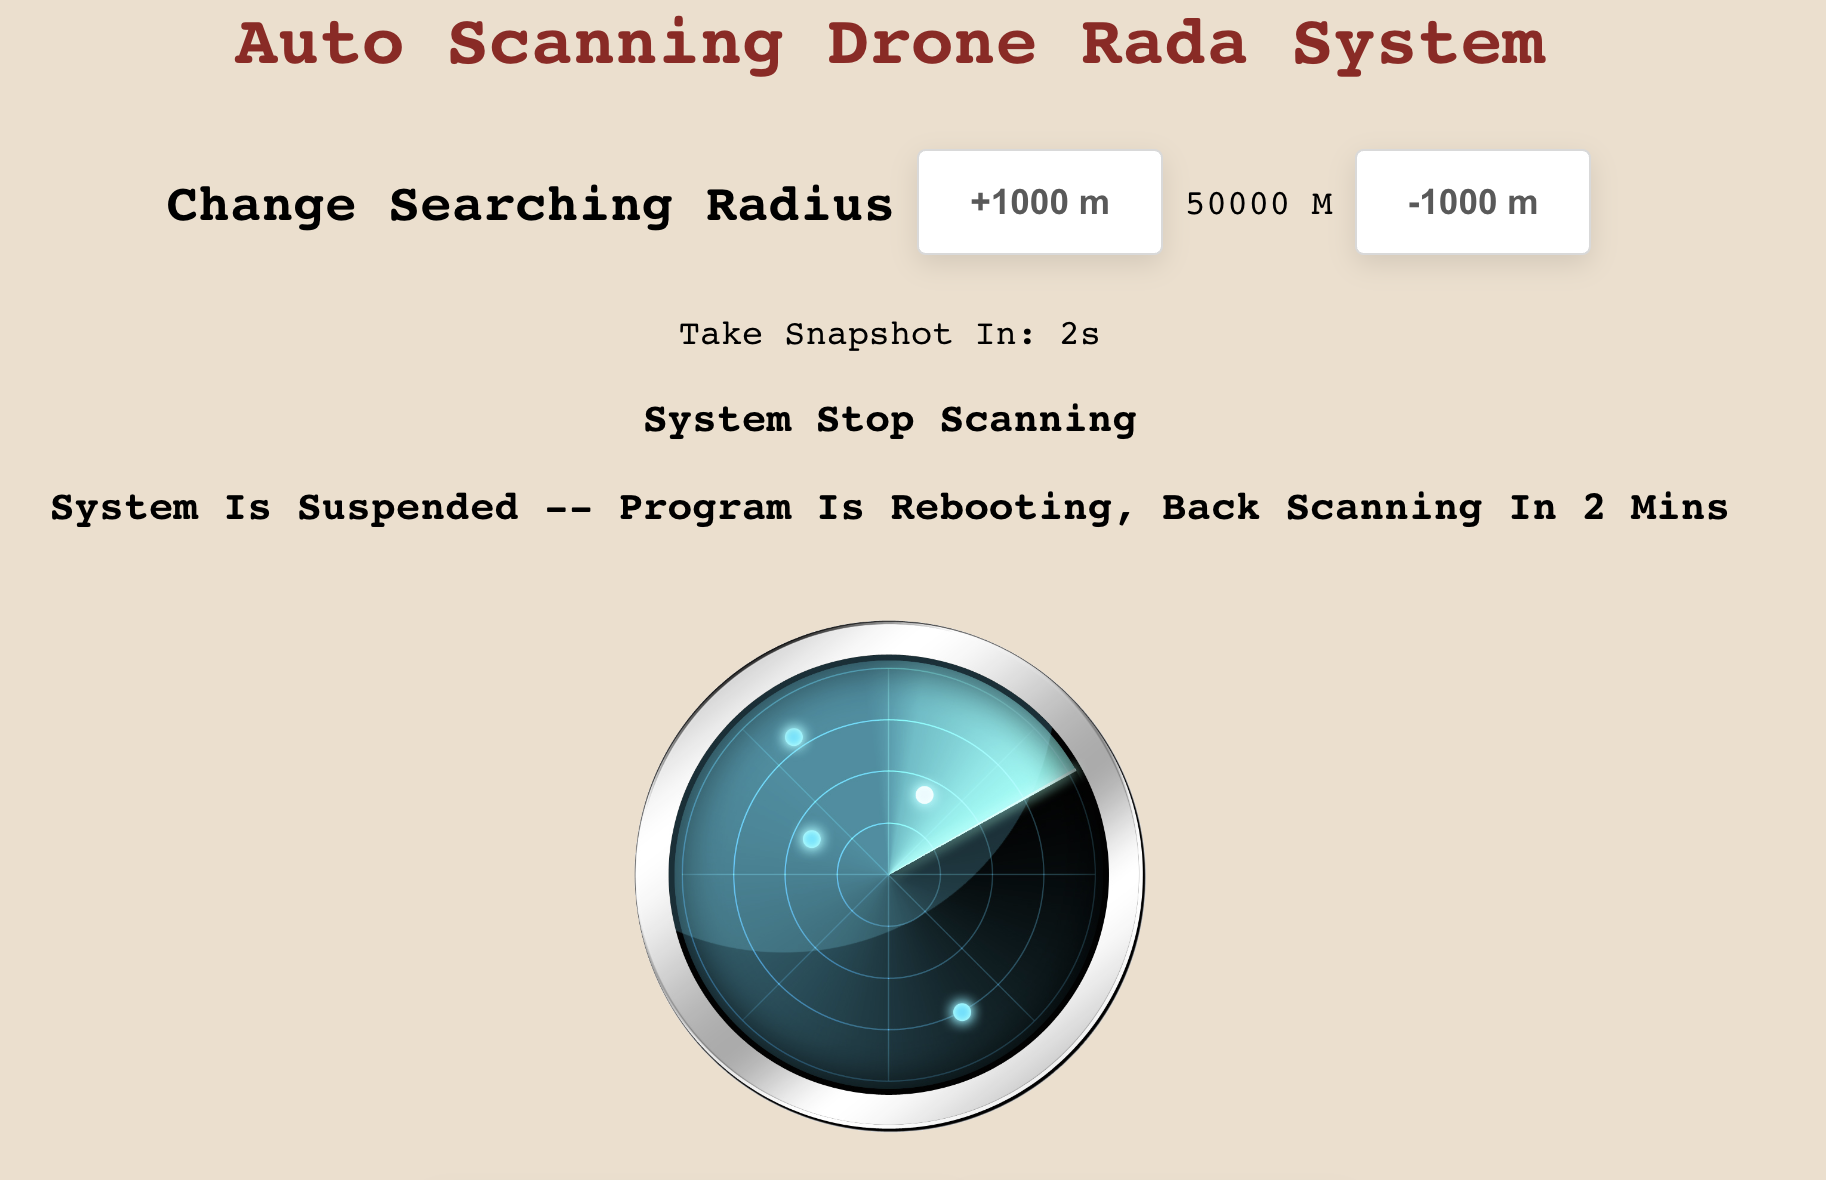 Auto Scanning Drone Rada System
Change Searching Radius +1000 m 50000 M -1000 m
Take Snapshot In: 2s
System Stop Scanning
System Is Suspended -- Program Is Rebooting, Back Scanning In 2 Mins